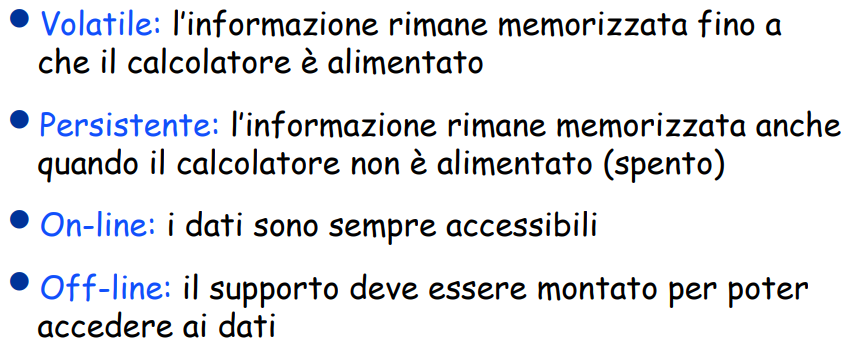 ● Volatile: l'informazione rimane memorizzata fino a
che il calcolatore è alimentato
● Persistente: l'informazione rimane memorizzata anche
quando il calcolatore non è alimentato (spento)
● On-line: i dati sono sempre accessibili
● Off-line: il supporto deve essere montato per poter
accedere ai dati